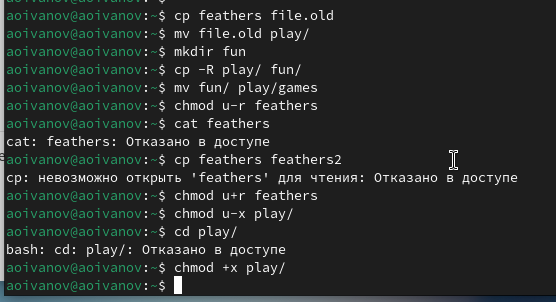 aoivanov@aoivanov:~$ cp feathers file.old
aoivanov@aoivanov:~$ mv file.old play/
aoivanov@aoivanov:~$ mkdir fun
aoivanov@aoivanov:~$ cp -R play/ fun/
aoivanov@aoivanov:~$ mv fun/ play/games
aoivanov@aoivanov:~$ chmod u-r feathers
aoivanov@aoivanov:~$ cat feathers
cat: feathers: Отказано в доступе
aoivanov@aoivanov:~$ cp feathers feathers2
cp: невозможно открыть 'feathers' для чтения: Отказано в доступе
aoivanov@aoivanov:~$ chmod u+r feathers
aoivanov@aoivanov:~$ chmod u-x play/
aoivanov@aoivanov:~$ cd play/
bash: cd: play/: Отказано в доступе
aoivanov@aoivanov:~$ chmod +x play/
aoivanov@aoivanov:~$